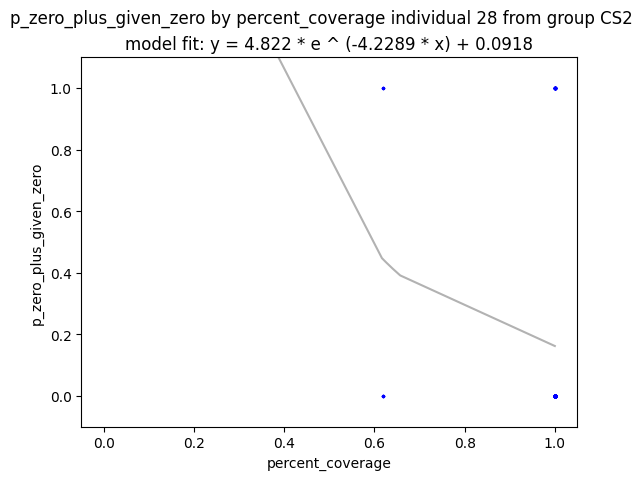 p_zero_plus_given_zero by percent_coverage individual 28 from group CS2
model fit: y = 4.822 * e ^ (-4.2289 * x) + 0.0918
1.0
0.8
0.6
0.4
0.2
0.0
p_zero_plus_given_zero
0.0 0.2 0.4 0.6 0.8 1.0
percent_coverage